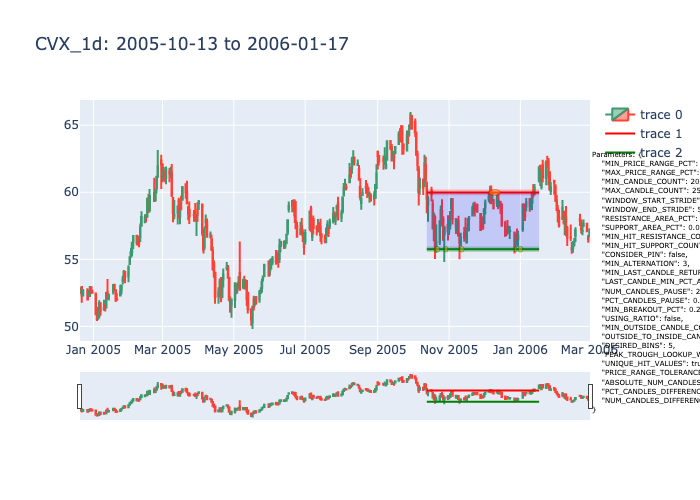 CVX_1d: 2005-10-13 to 2006-01-17
65
60
55
50
Jan 2005 Mar 2005 May 2005 Jul 2005 Sep 2005 Nov 2005 Jan 2006 Mar 2006
trace 0
trace 1
trace 2
Parameters: {
"MIN_PRICE_RANGE_PCT":
"MAX_PRICE_RANGE_PCT":
"MIN_CANDLE_COUNT": 20
"MAX_CANDLE_COUNT": 25
"WINDOW_START_STRIDE":
"WINDOW_END_STRIDE": 5
"RESISTANCE_AREA_PCT":
"SUPPORT_AREA_PCT": 0.0
"MIN_HIT_RESISTANCE_CO
"MIN_HIT_SUPPORT_COUNT
"CONSIDER_PIN": false,
"MIN_ALTERNATION": 3,
"MIN_LAST_CANDLE_RETUR
"LAST_CANDLE_MIN_PCT_A
"NUM_CANDLES_PAUSE": 2
"PCT_CANDLES_PAUSE": 0.
"MIN_BREAKOUT_PCT": 0.2
"USING_RATIO": false,
"MIN_OUTSIDE_CANDLE_CO
"OUTSIDE_TO_INSIDE_CAN
"DESIRED_BINS": 5,
"PEAK_TROUGH_LOOKUP_W
"UNIQUE_HIT_VALUES": tru
"PRICE_RANGE_TOLERANC
"ABSOLUTE_NUM_CANDLES
"PCT_CANDLES_DIFFERENC
"NUM_CANDLES_DIFFEREN
}